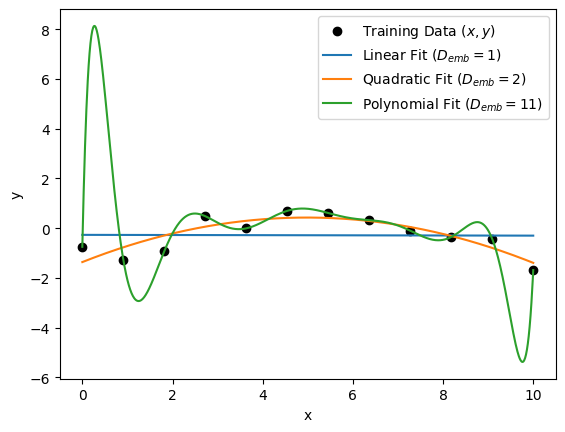 Training Data (x, y)
Linear Fit (D_emb = 1)
Quadratic Fit (D_emb = 2)
Polynomial Fit (D_emb = 11)
8
6
4
2
0
−2
−4
−6
y
0 2 4 6 8 10
x